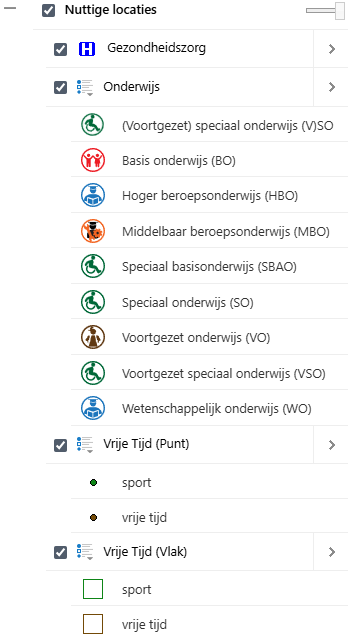 Nuttige locaties
H Gezondheidszorg
Onderwijs
(Voortgezet) speciaal onderwijs (V)SO
Basis onderwijs (BO)
Hoger beroepsonderwijs (HBO)
Middelbaar beroepsonderwijs (MBO)
Speciaal basisonderwijs (SBAO)
Speciaal onderwijs (SO)
Voortgezet onderwijs (VO)
Voortgezet speciaal onderwijs (VSO)
Wetenschappelijk onderwijs (WO)
Vrije Tijd (Punt)
sport
vrije tijd
Vrije Tijd (Vlak)
sport
vrije tijd